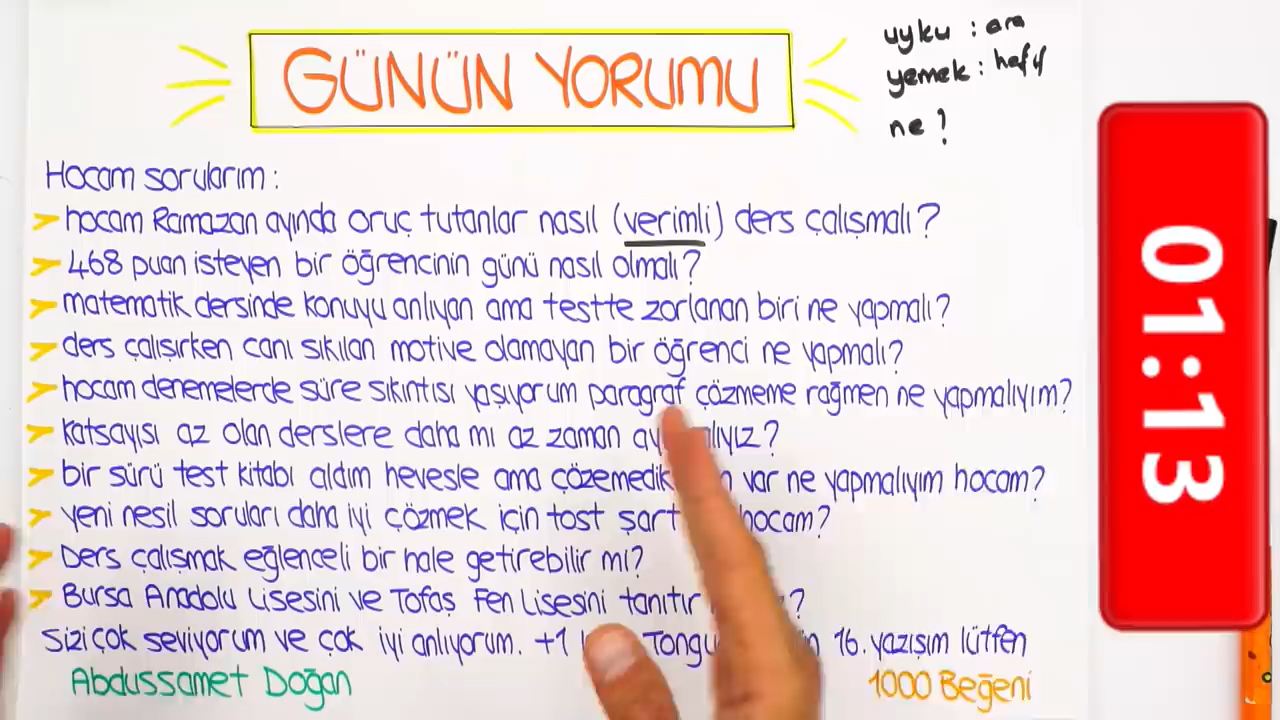 GÜNÜN YORUMU
uyku : ara
yemek : hafif
ne ?
Hocam sorularım :
➤ hocam Ramazan ayında oruç tutanlar nasıl (verimli) ders çalışmalı?
➤ 468 puan isteyen bir öğrencinin günü nasıl olmalı?
➤ matematik dersinde konuyu anlıyan ama testte zorlanan biri ne yapmalı?
➤ ders çalışırken canı sıkılan motive olamayan bir öğrenci ne yapmalı?
➤ hocam denemelerde süre sıkıntısı yaşıyorum paragraf çözmeme rağmen ne yapmalıyım?
➤ katsayısı az olan derslere daha mı az zaman
➤ bir sürü test kitabı aldım hevesle ama var ne yapmalıyım hocam?
➤ yeni nesil soruları daha iyi çözmek için tost şart hocam?
➤ Ders çalışmak eğlenceli bir hale getirebilir mi?
➤ Bursa Anadolu Lisesini ve Tofaş Fen Lisesini tanıtır ?
Sizi çok seviyorum ve çok iyi anlıyorum. +1 16. yazışım lütfen
Abdussamet Doğan
1000 Beğeni
01:13